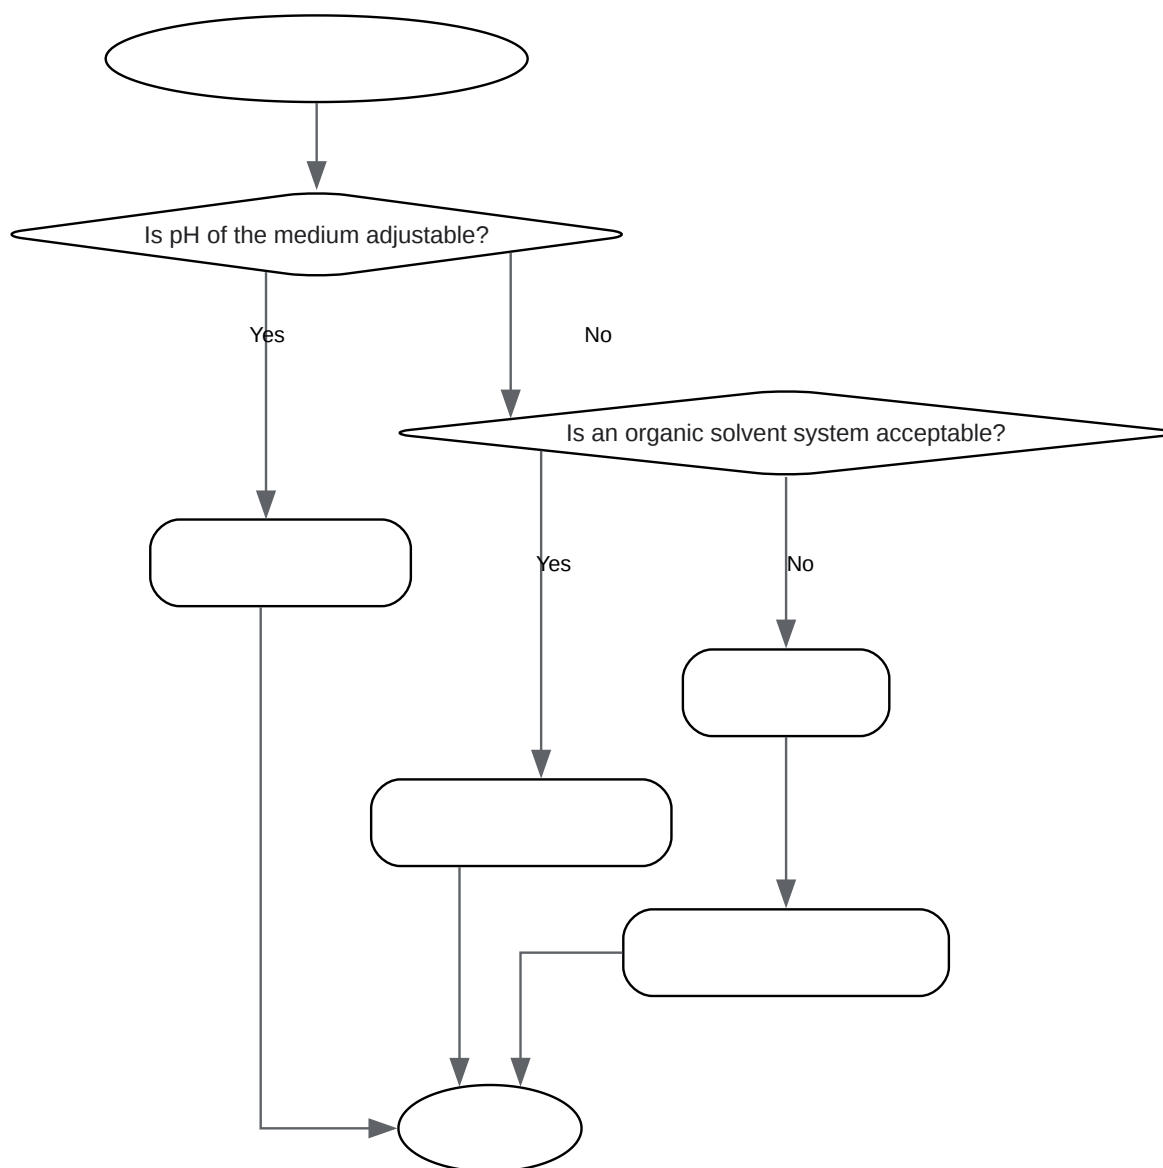 Is pH of the medium adjustable?
Yes
No
Is an organic solvent system acceptable?
Yes
No